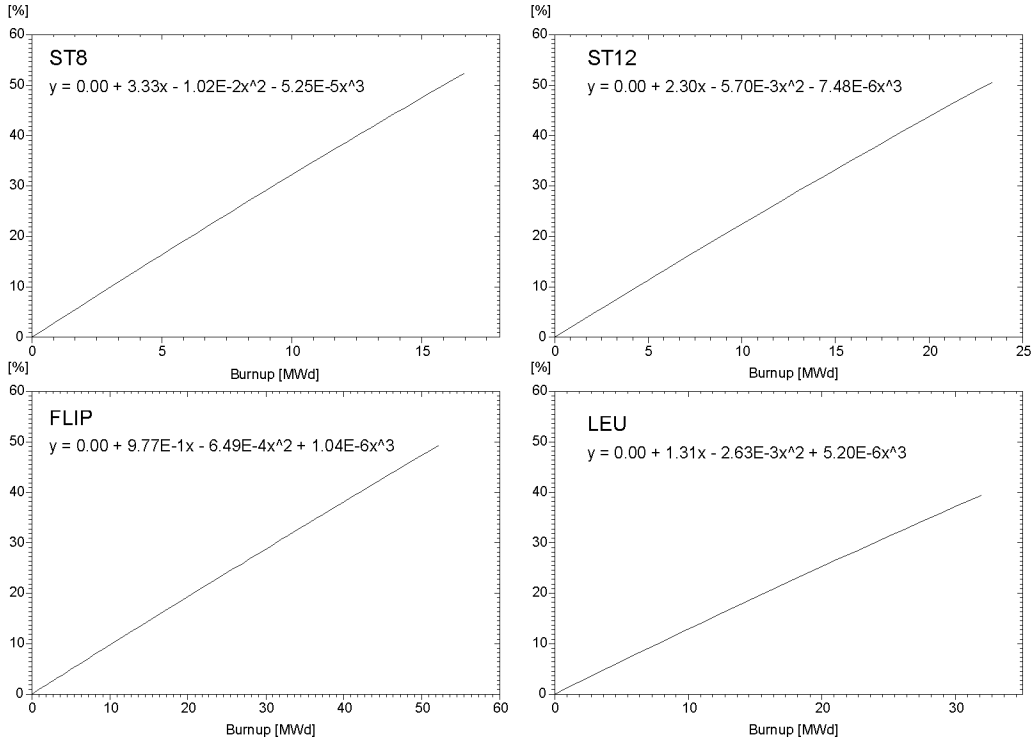 [%]
60
50
40
30
20
10
0
ST8
y = 0.00 + 3.33x - 1.02E-2x^2 - 5.25E-5x^3
0 5 10 15
Burnup [MWd]
[%]
60
50
40
30
20
10
0
ST12
y = 0.00 + 2.30x - 5.70E-3x^2 - 7.48E-6x^3
0 5 10 15 20 25
Burnup [MWd]
[%]
60
50
40
30
20
10
0
FLIP
y = 0.00 + 9.77E-1x - 6.49E-4x^2 + 1.04E-6x^3
0 10 20 30 40 50 60
Burnup [MWd]
[%]
60
50
40
30
20
10
0
LEU
y = 0.00 + 1.31x - 2.63E-3x^2 + 5.20E-6x^3
0 10 20 30
Burnup [MWd]